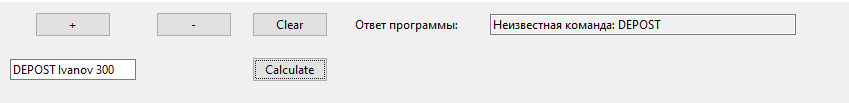 + - Clear Ответ программы: Неизвестная команда: DEPOST
DEPOST Ivanov 300 Calculate